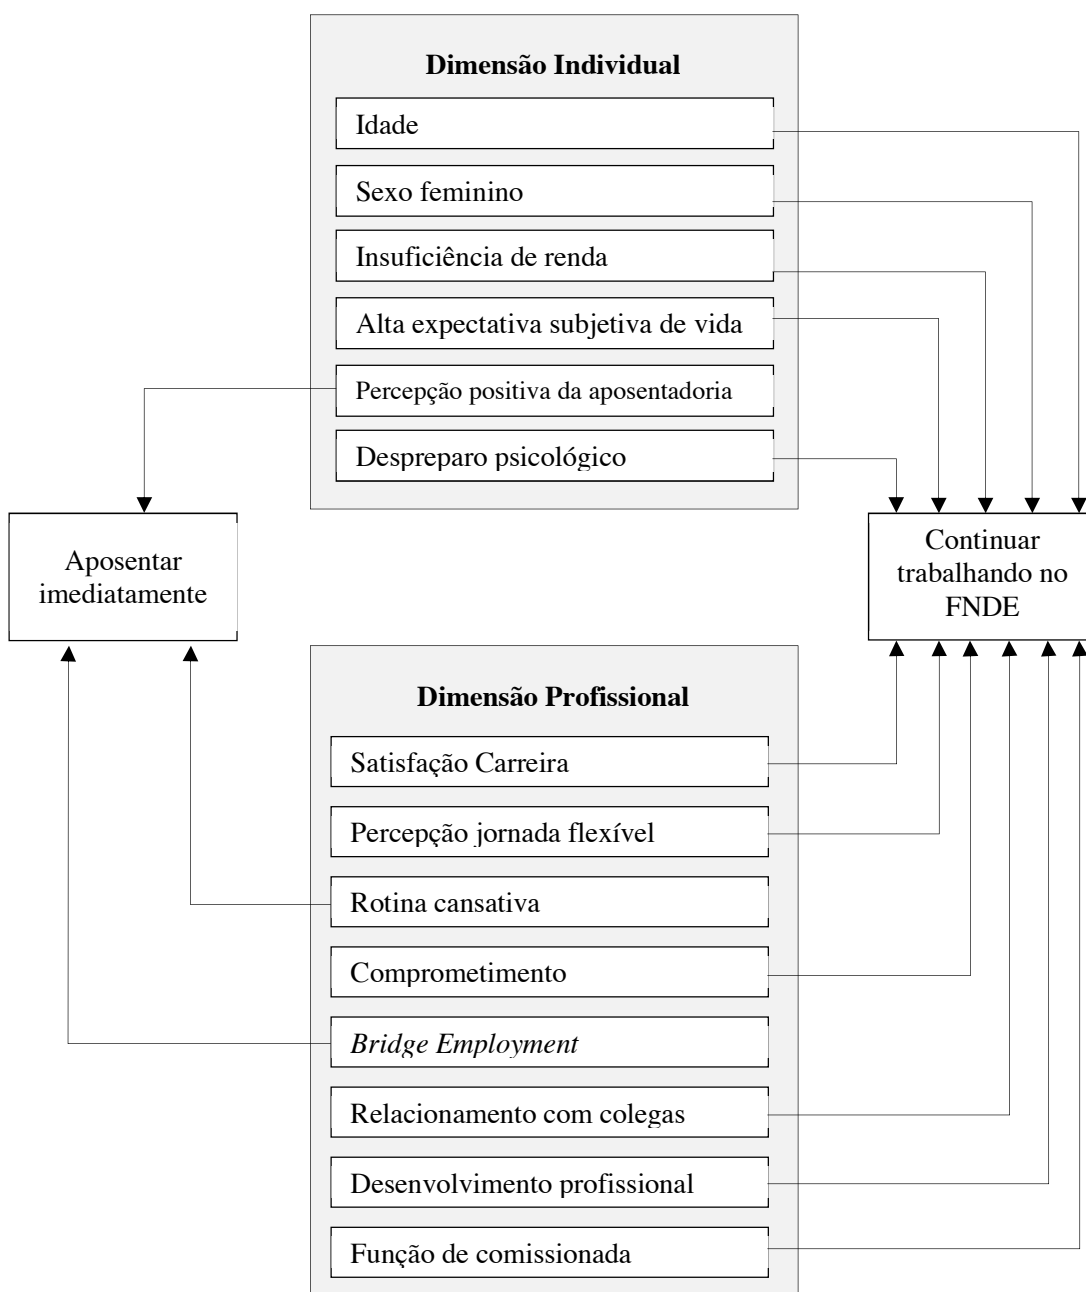 Dimensão Individual
Idade
Sexo feminino
Insuficiência de renda
Alta expectativa subjetiva de vida
Percepção positiva da aposentadoria
Despreparo psicológico
Aposentar
imediatamente
Continuar
trabalhando no
FNDE
Dimensão Profissional
Satisfação Carreira
Percepção jornada flexível
Rotina cansativa
Comprometimento
Bridge Employment
Relacionamento com colegas
Desenvolvimento profissional
Função de comissionada